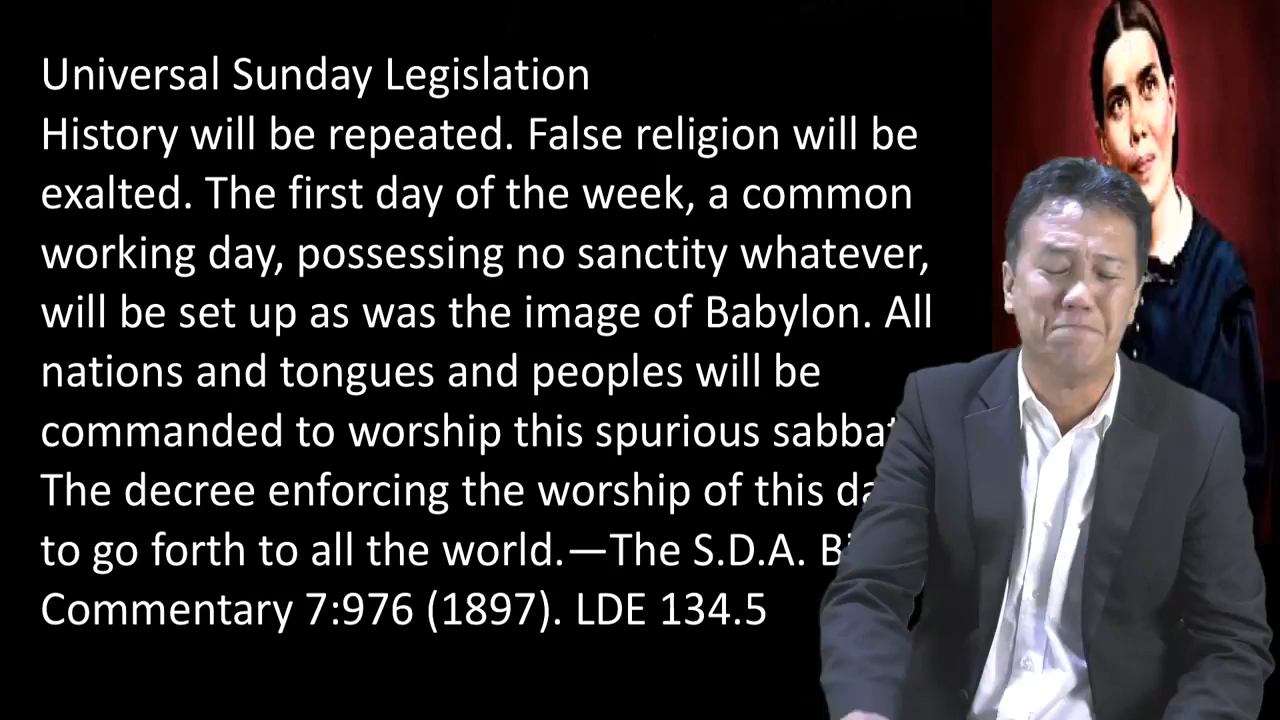 Universal Sunday Legislation
History will be repeated. False religion will be
exalted. The first day of the week, a common
working day, possessing no sanctity whatever,
will be set up as was the image of Babylon. All
nations and tongues and peoples will be
commanded to worship this spurious
The decree enforcing the worship of this
to go forth to all the world.—The S.D.A.
Commentary 7:976 (1897). LDE 134.5